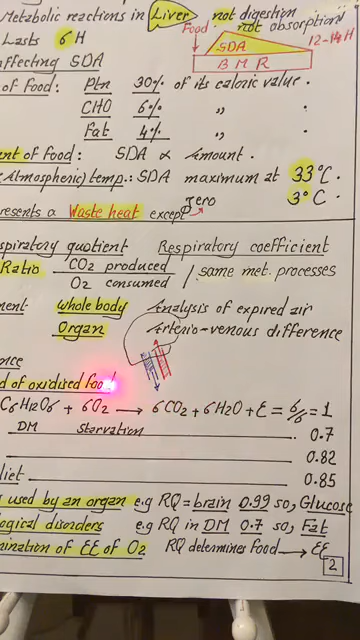 Metabolic reactions in Liver not digestion
not absorption
Lasts 6H
Food
SDA
12-14H
BMR
affecting SDA
of food: Ptn 30% of its caloric value.
CHO 6% ,, .
Fat 4% ,, .
ent of food: SDA ∝ Amount.
(Atmospheric) temp.: SDA maximum at 33°C.
Zero 3°C.
resents a Waste heat except
spiratory quotient Respiratory coefficient
Ratio CO2 produced / O2 consumed / same met. processes
ment whole body Analysis of expired air
Organ Arterio-venous difference
nce
d of oxidised food
C6H12O6 + 6O2 → 6CO2 + 6H2O + E = 6/6 = 1
DM Starvation 0.7
0.82
diet 0.85
s used by an organ e.g RQ = brain 0.99 so, Glucose
logical disorders e.g RQ in DM 0.7 so, Fat
mination of EE of O2 RQ determines Food → EE
2